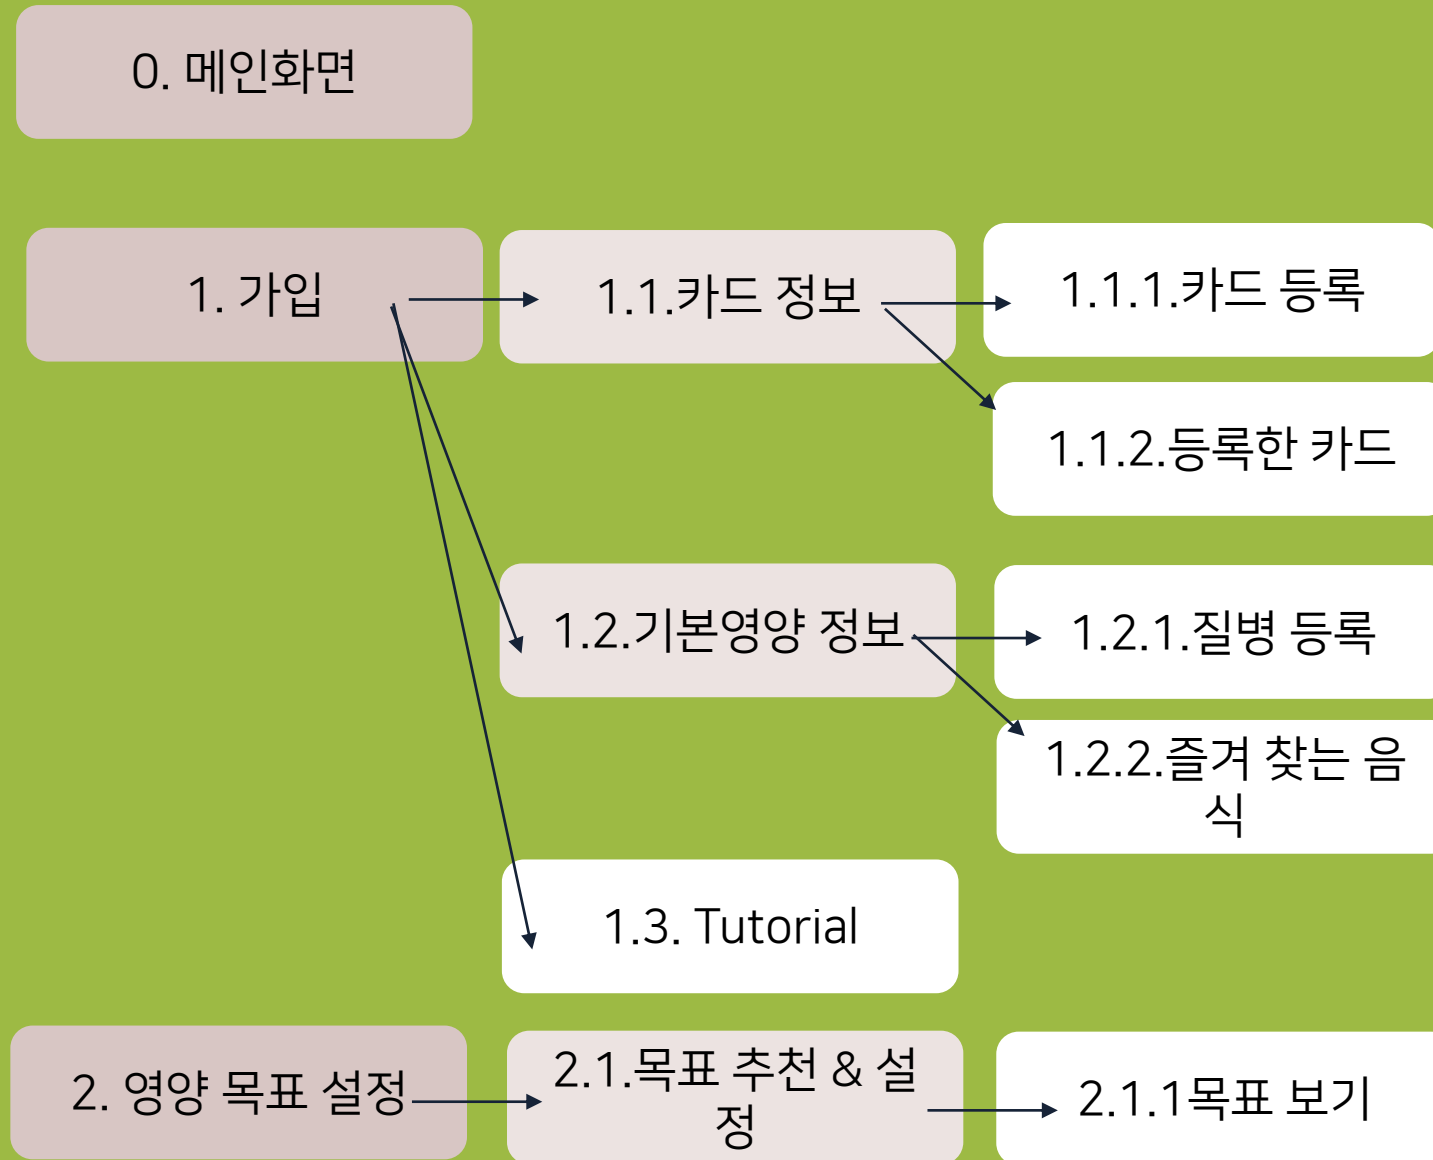 0. 메인화면
1. 가입
1.1.카드 정보
1.1.1.카드 등록
1.1.2.등록한 카드
1.2.기본영양 정보
1.2.1.질병 등록
1.2.2.즐겨 찾는 음
식
1.3. Tutorial
2. 영양 목표 설정
2.1.목표 추천 & 설
정
2.1.1목표 보기